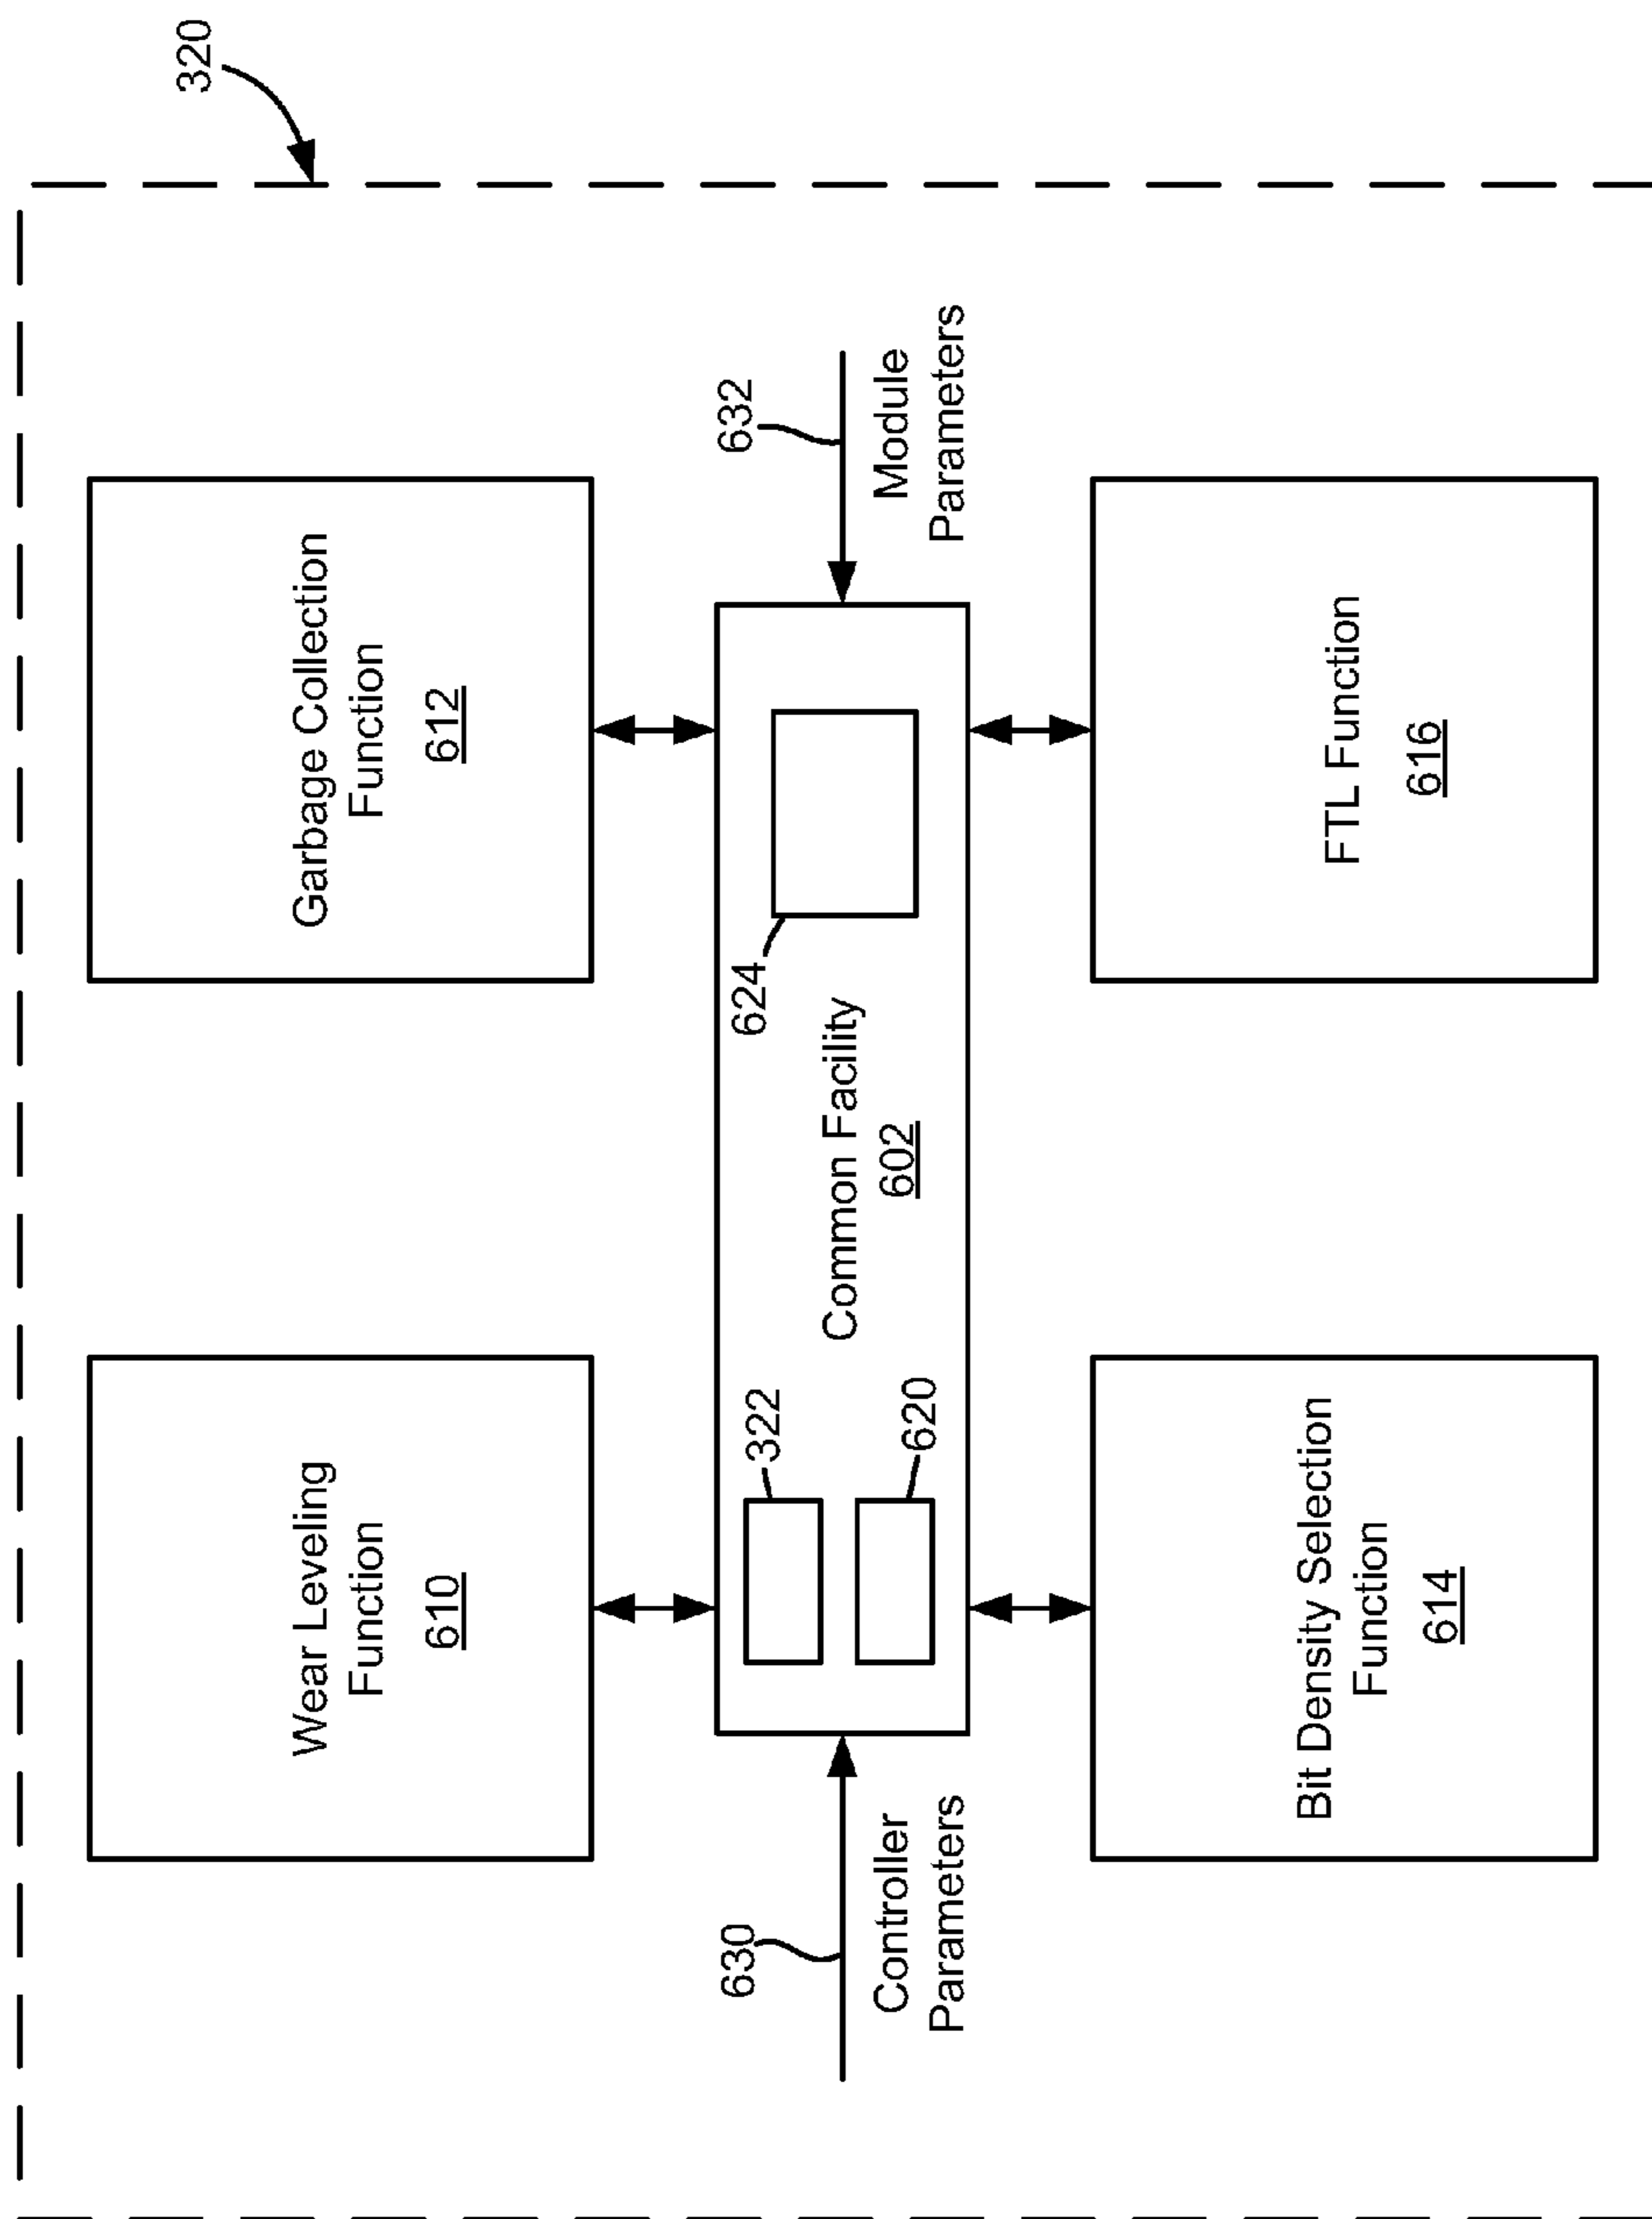 320
Wear Leveling
Function
610
Garbage Collection
Function
612
630
Controller
Parameters
322
620
Common Facility
602
624
632
Module
Parameters
Bit Density Selection
Function
614
FTL Function
616